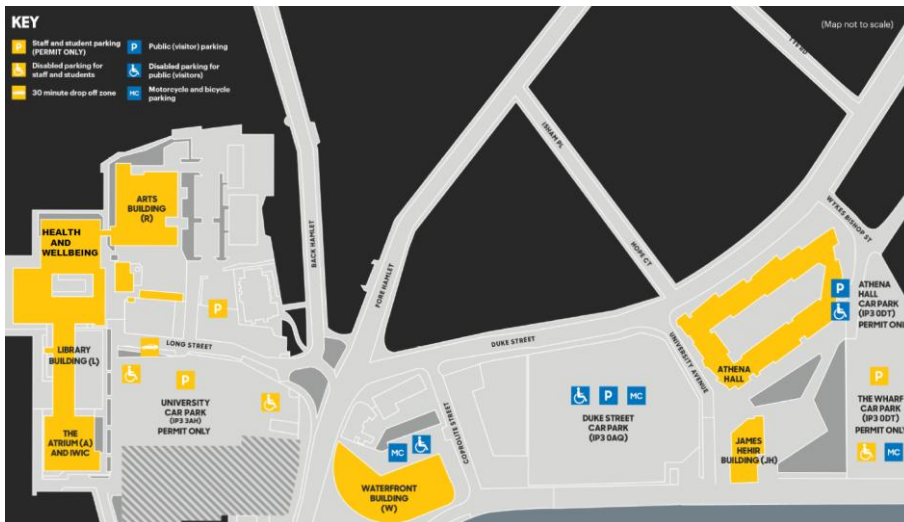 KEY
(Map not to scale)
P
Staff and student parking
(PERMIT ONLY)
P
Public (visitor) parking
Disabled parking for
staff and students
Disabled parking for
public (visitors)
30 minute drop off zone
MC
Motorcycle and bicycle
parking
ISHAM PL
ARTS
BUILDING
(R)
HEALTH
AND
WELLBEING
BACK HAMLET
FORE HAMLET
HOPE CT
WYKES BISHOP ST
P
ATHENA
HALL
CAR PARK
(IP3 0DT)
PERMIT ONLY
P
LONG STREET
DUKE STREET
UNIVERSITY AVENUE
ATHENA
HALL
LIBRARY
BUILDING (L)
P
UNIVERSITY
CAR PARK
(IP3 3AH)
PERMIT ONLY
P
MC
DUKE STREET
CAR PARK
(IP3 0AQ)
P
THE WHARF
CAR PARK
(IP3 0DT)
PERMIT ONLY
MC
COPROLITE STREET
THE
ATRIUM (A)
AND IWIC
MC
WATERFRONT
BUILDING
(W)
JAMES
HEHIR
BUILDING (JH)